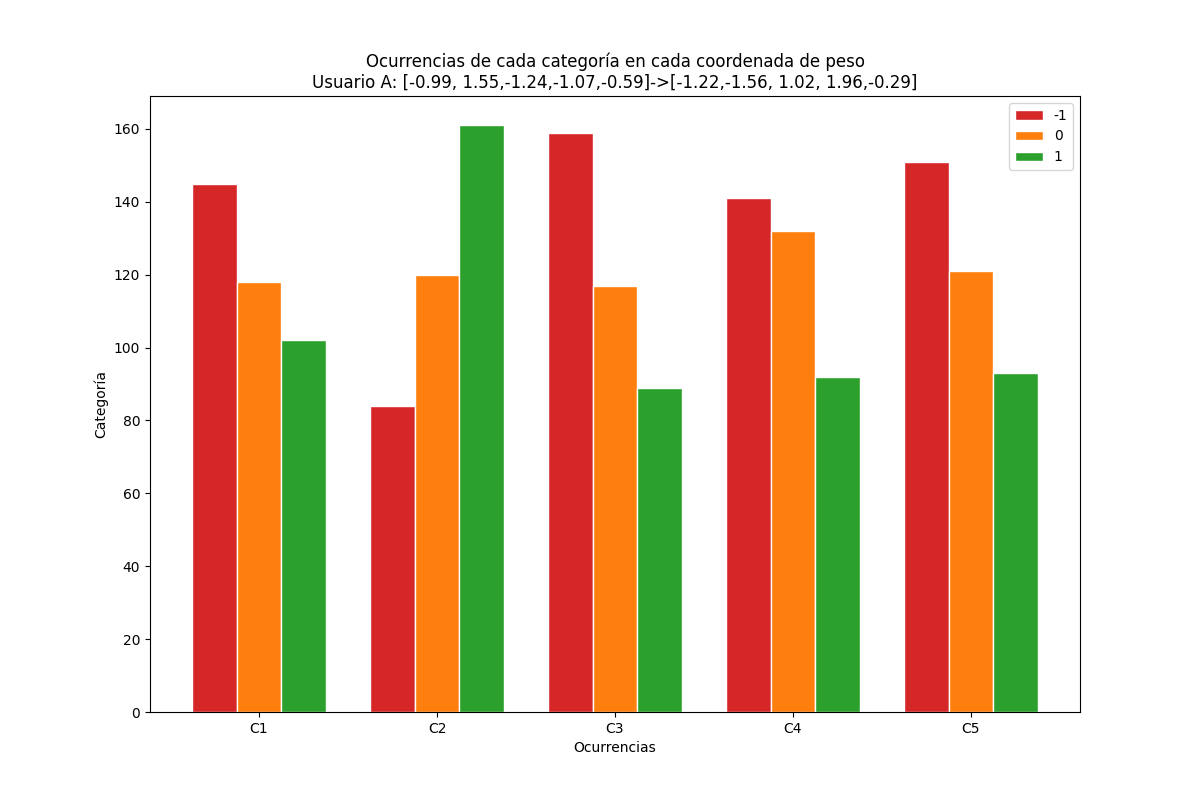 Ocurrencias de cada categoría en cada coordenada de peso
Usuario A: [-0.99, 1.55,-1.24,-1.07,-0.59]->[-1.22,-1.56, 1.02, 1.96,-0.29]
-1
0
1
160
140
120
100
80
60
40
20
0
Categoría
C1 C2 C3 C4 C5
Ocurrencias